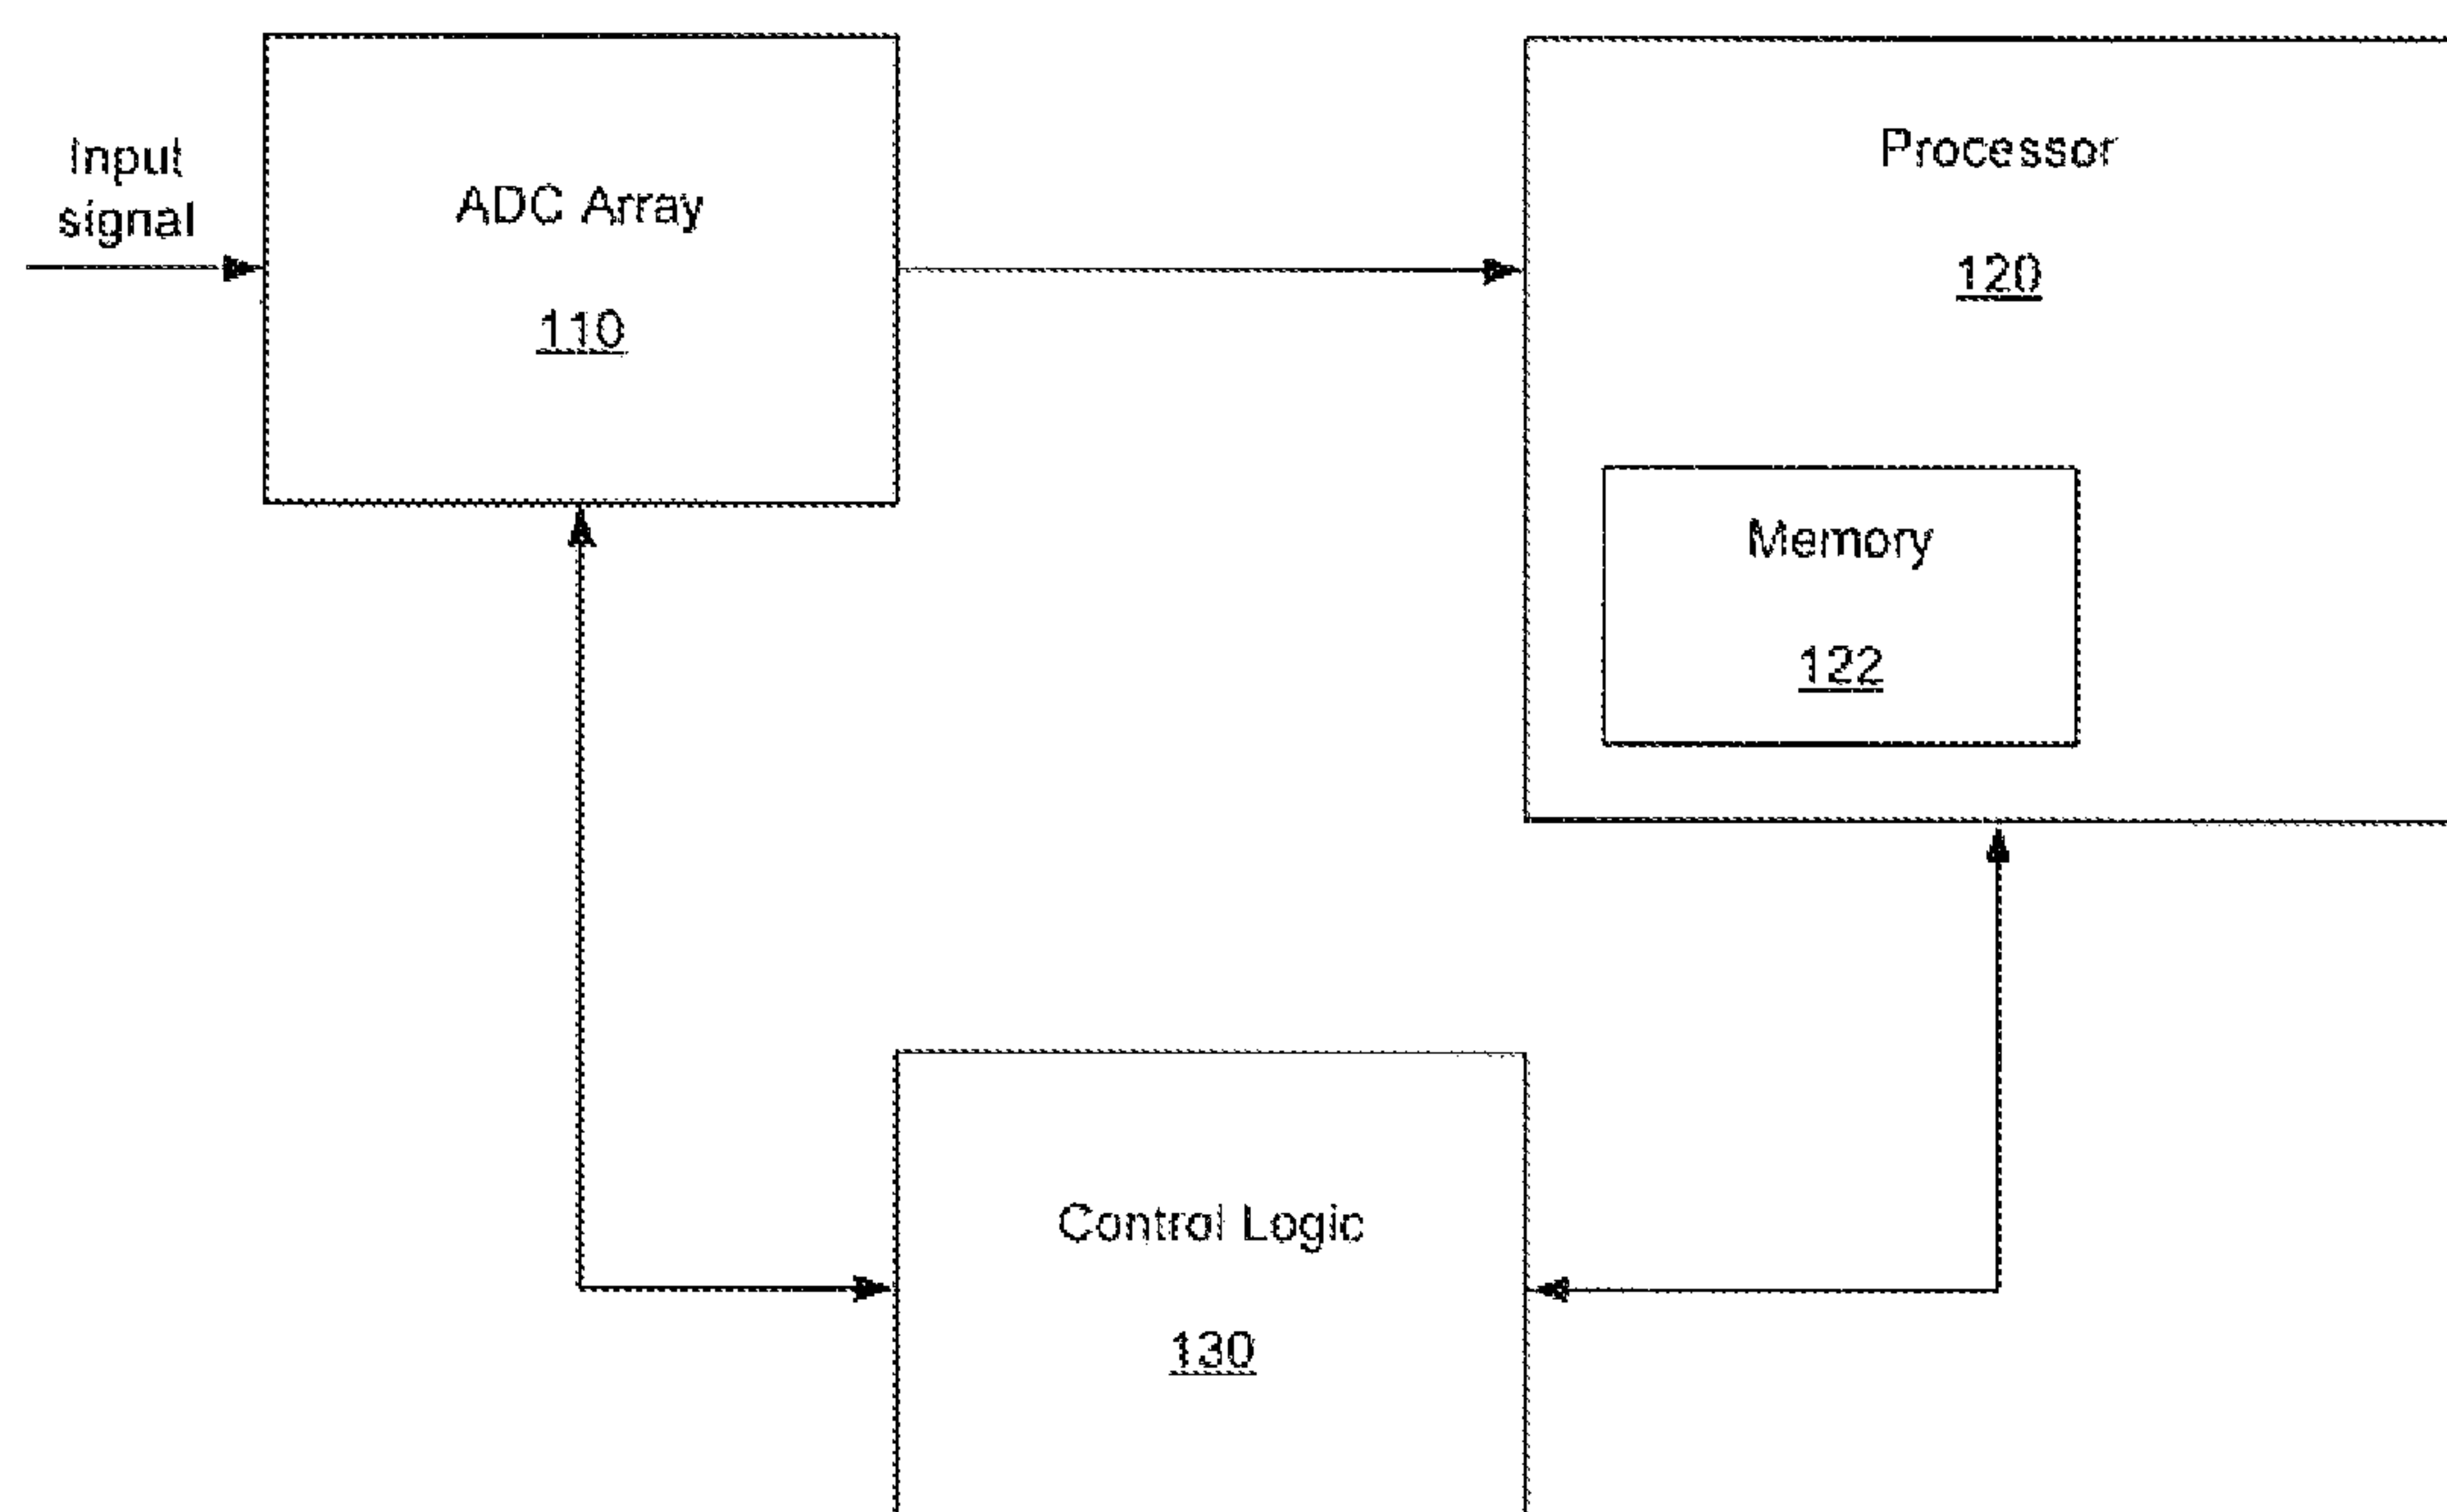 Input
signal
ADC Array
110
Processor
120
Memory
122
Control Logic
130